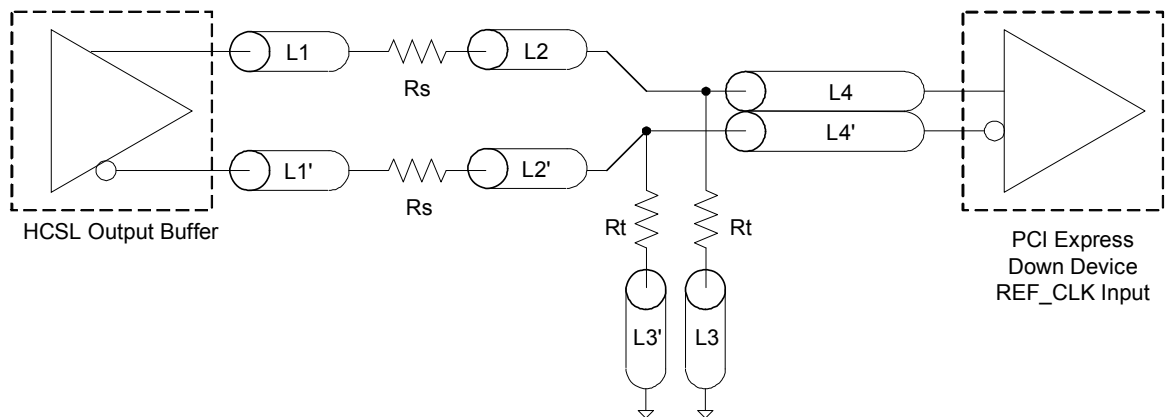 L1
Rs
L2
L4
L4'
L1'
Rs
L2'
HCSL Output Buffer
Rt
Rt
L3'
L3
PCI Express
Down Device
REF_CLK Input